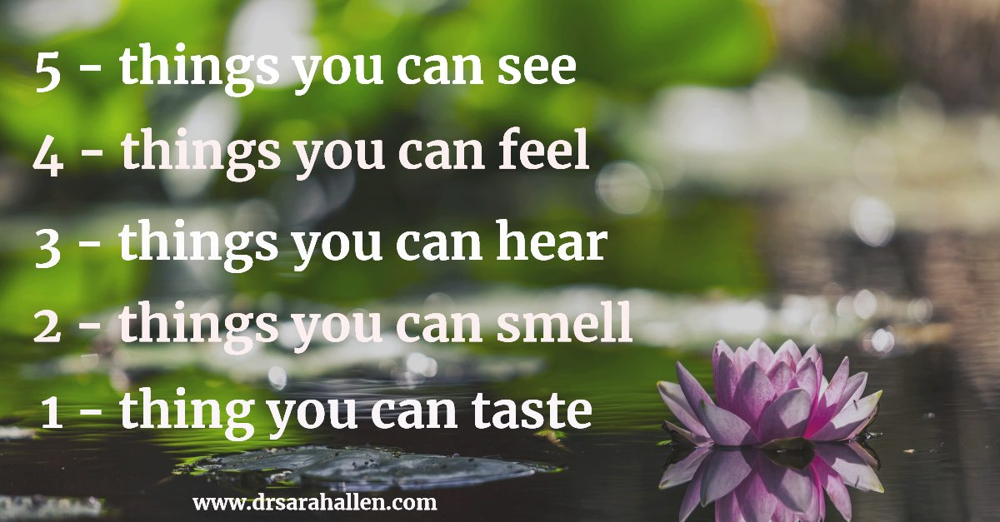 5 - things you can see
4 - things you can feel
3 - things you can hear
2 - things you can smell
1 - thing you can taste
www.drsarahallen.com